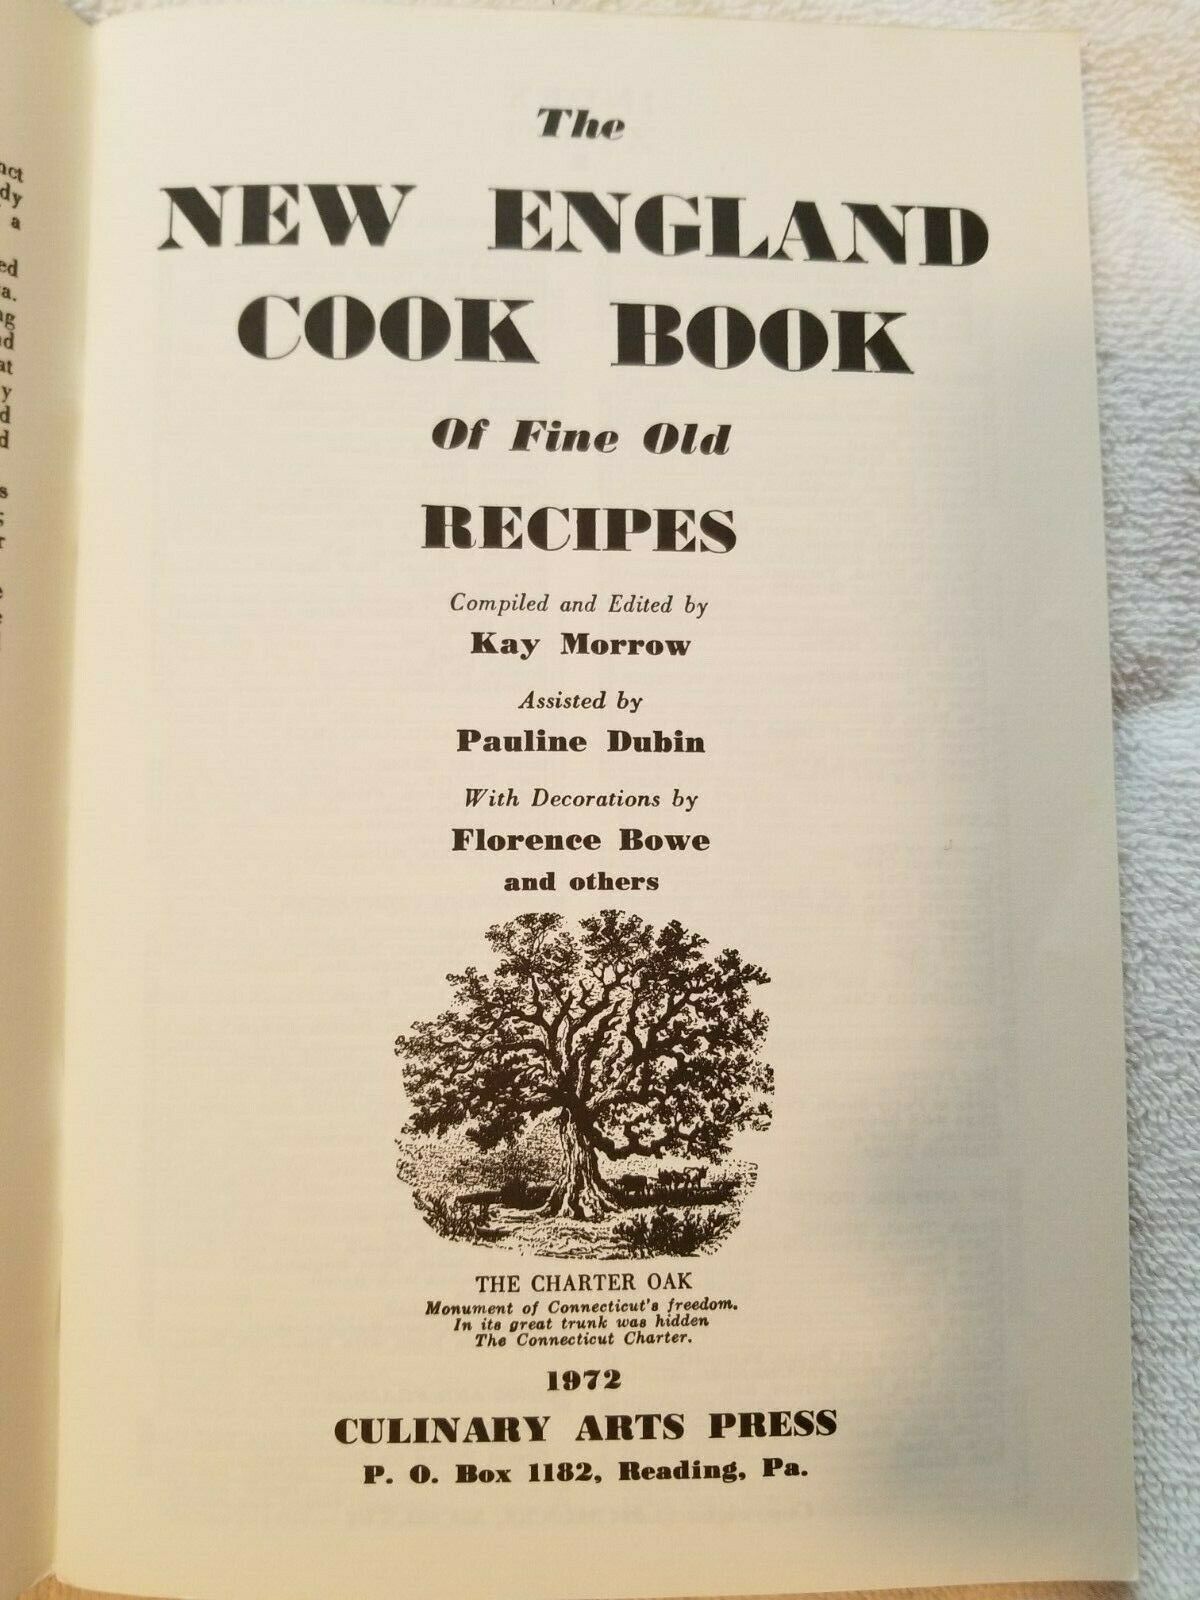 The
NEW ENGLAND
COOK BOOK
Of Fine Old
RECIPES
Compiled and Edited by
Kay Morrow
Assisted by
Pauline Dubin
With Decorations by
Florence Bowe
and others
THE CHARTER OAK
Monument of Connecticut's freedom.
In its great trunk was hidden
The Connecticut Charter.
1972
CULINARY ARTS PRESS
P. O. Box 1182, Reading, Pa.